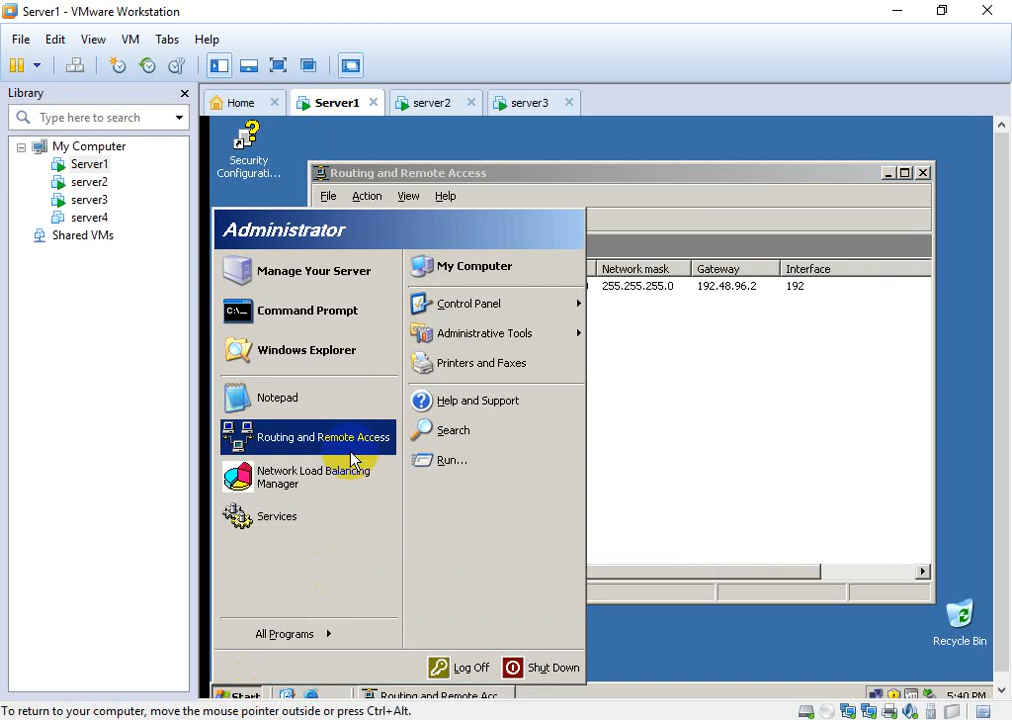 Server1 - VMware Workstation
File Edit View VM Tabs Help
Library
Type here to search
My Computer
Server1
server2
server3
server4
Shared VMs
Home
Server1
server2
server3
Security
Configurati...
Routing and Remote Access
File Action View Help
Network mask Gateway Interface
255.255.255.0 192.48.96.2 192
Administrator
Manage Your Server
Command Prompt
Windows Explorer
Notepad
Routing and Remote Access
Network Load Balancing
Manager
Services
All Programs
My Computer
Control Panel
Administrative Tools
Printers and Faxes
Help and Support
Search
Run...
Log Off Shut Down
Recycle Bin
Start Routing and Remote Acc... 5:40 PM
To return to your computer, move the mouse pointer outside or press Ctrl+Alt.